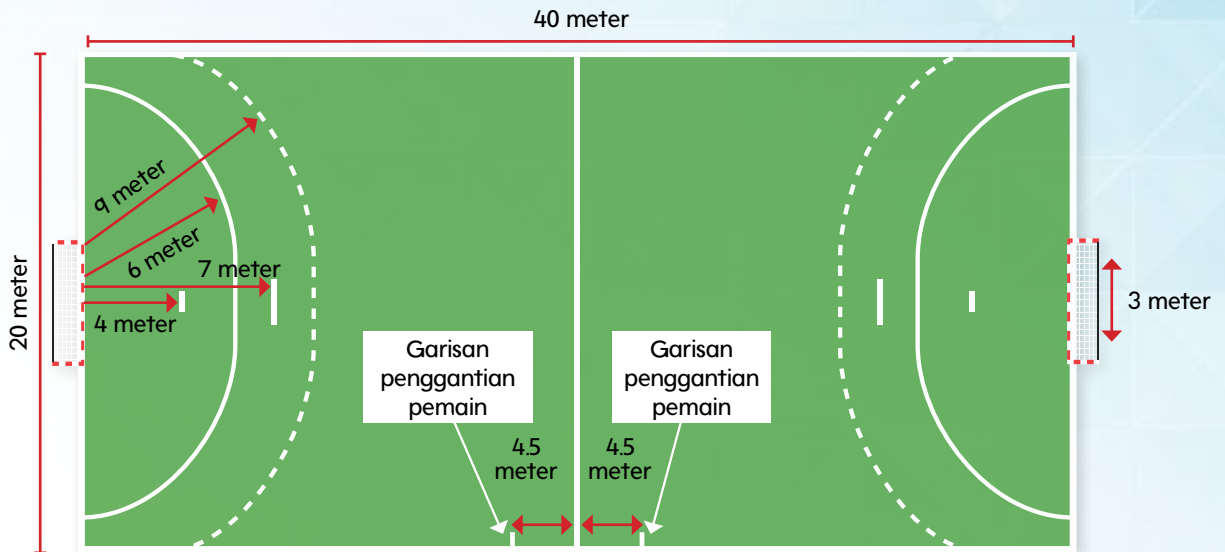 40 meter
20 meter
9 meter
6 meter
7 meter
4 meter
3 meter
Garisan
penggantian
pemain
Garisan
penggantian
pemain
4.5
meter
4.5
meter